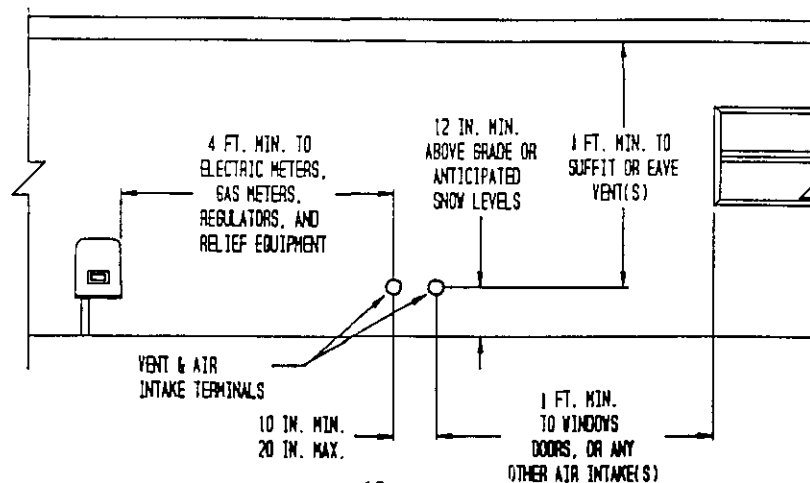 4 FT. MIN. TO
ELECTRIC METERS,
GAS METERS,
REGULATORS, AND
RELIEF EQUIPMENT
12 IN. MIN.
ABOVE GRADE OR
ANTICIPATED
SNOW LEVELS
1 FT. MIN. TO
SUFFIT OR EAVE
VENT(S)
VENT & AIR
INTAKE TERMINALS
10 IN. MIN.
20 IN. MAX.
1 FT. MIN.
TO WINDOWS
DOORS, OR ANY
OTHER AIR INTAKE(S)